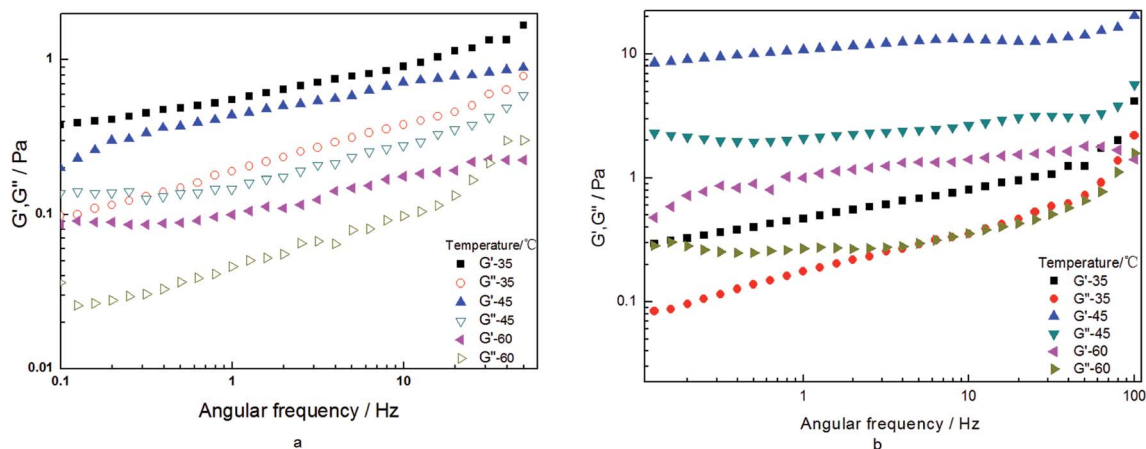 1
0.1
0.01
G',G'' / Pa
Temperature/℃
G'-35
G''-35
G'-45
G''-45
G'-60
G''-60
0.1
1
10
Angular frequency / Hz
a
10
1
0.1
G',G'' / Pa
Temperature/℃
G'-35
G''-35
G'-45
G''-45
G'-60
G''-60
1
10
100
Angular frequency / Hz
b